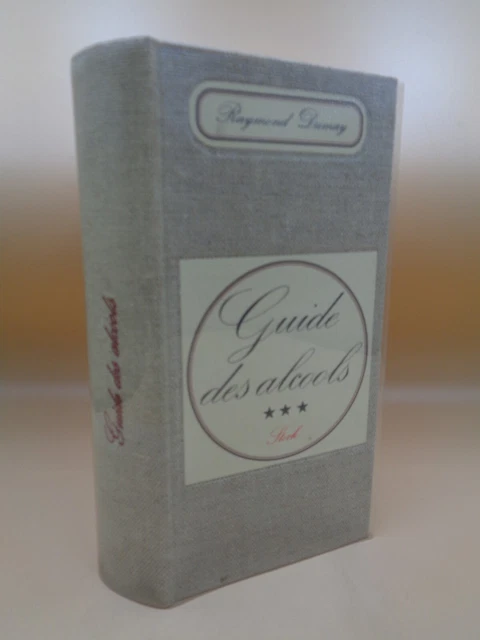 Raymond Dumay
Guide
des alcools
★★★
Stock
Guide des alcools